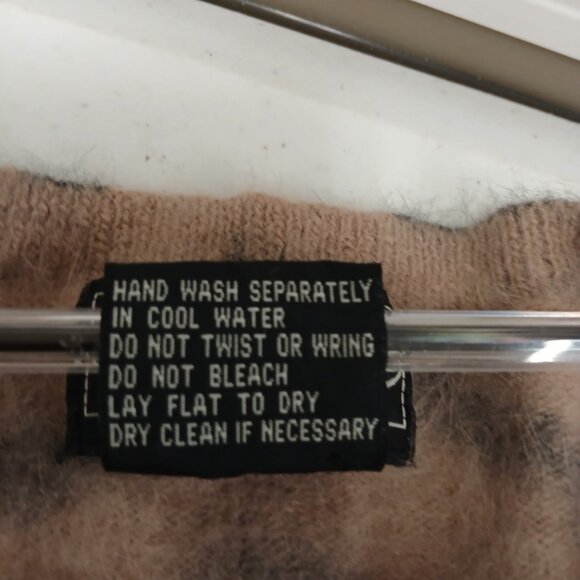 HAND WASH SEPARATELY
IN COOL WATER
DO NOT TWIST OR WRING
DO NOT BLEACH
LAY FLAT TO DRY
DRY CLEAN IF NECESSARY